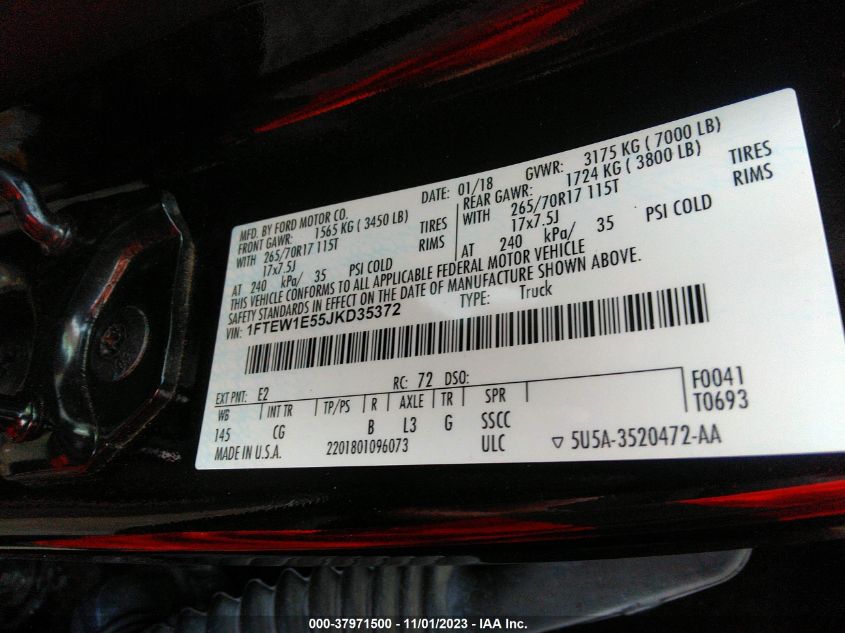 MFD. BY FORD MOTOR CO.
DATE: 01/18 GVWR: 3175 KG ( 7000 LB)
FRONT GAWR: 1565 KG ( 3450 LB) REAR GAWR: 1724 KG ( 3800 LB)
WITH 265/70R17 115T TIRES WITH 265/70R17 115T TIRES
17x7.5J RIMS 17x7.5J RIMS
AT 240 kPa/ 35 PSI COLD AT 240 kPa/ 35 PSI COLD
THIS VEHICLE CONFORMS TO ALL APPLICABLE FEDERAL MOTOR VEHICLE
SAFETY STANDARDS IN EFFECT ON THE DATE OF MANUFACTURE SHOWN ABOVE.
VIN: 1FTEW1E55JKD35372 TYPE: Truck
EXT PNT: E2 RC: 72 DSO: F0041
WB INT TR TP/PS R AXLE TR SPR T0693
145 CG B L3 G SSCC
MADE IN U.S.A. 2201801096073 ULC ▽ 5U5A-3520472-AA
000-37971500 - 11/01/2023 - IAA Inc.